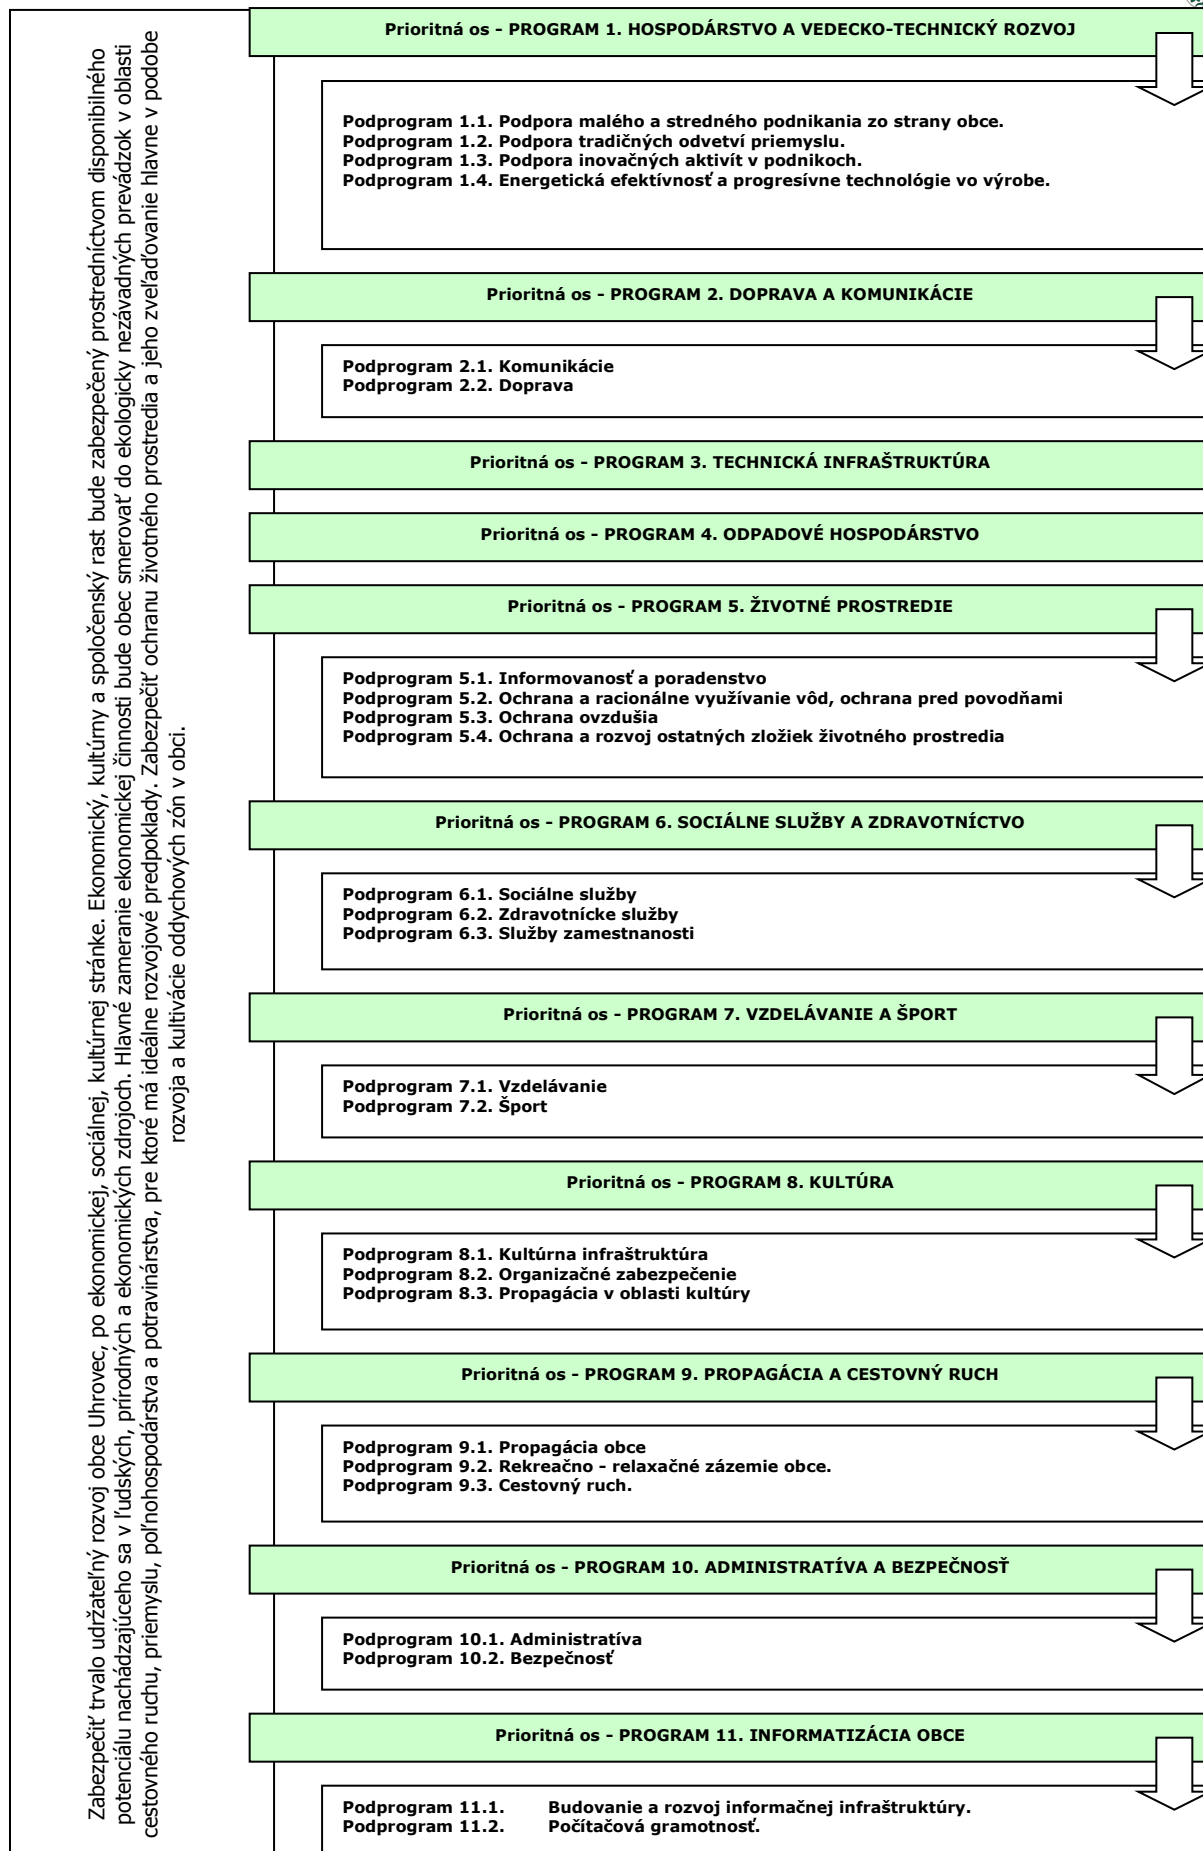 Zabezpečiť trvalo udržateľný rozvoj obce Uhrovec, po ekonomickej, sociálnej, kultúrnej stránke. Ekonomický, kultúrny a spoločenský rast bude zabezpečený prostredníctvom disponibilného
potenciálu nachádzajúceho sa v ľudských, prírodných a ekonomických zdrojoch. Hlavné zameranie ekonomickej činnosti bude obec smerovať do ekologicky nezávadných prevádzok v oblasti
cestovného ruchu, priemyslu, poľnohospodárstva a potravinárstva, pre ktoré má ideálne rozvojové predpoklady. Zabezpečiť ochranu životného prostredia a jeho zveľaďovanie hlavne v podobe
rozvoja a kultivácie oddychových zón v obci.
Prioritná os - PROGRAM 1. HOSPODÁRSTVO A VEDECKO-TECHNICKÝ ROZVOJ
Podprogram 1.1. Podpora malého a stredného podnikania zo strany obce.
Podprogram 1.2. Podpora tradičných odvetví priemyslu.
Podprogram 1.3. Podpora inovačných aktivít v podnikoch.
Podprogram 1.4. Energetická efektívnosť a progresívne technológie vo výrobe.
Prioritná os - PROGRAM 2. DOPRAVA A KOMUNIKÁCIE
Podprogram 2.1. Komunikácie
Podprogram 2.2. Doprava
Prioritná os - PROGRAM 3. TECHNICKÁ INFRAŠTRUKTÚRA
Prioritná os - PROGRAM 4. ODPADOVÉ HOSPODÁRSTVO
Prioritná os - PROGRAM 5. ŽIVOTNÉ PROSTREDIE
Podprogram 5.1. Informovanosť a poradenstvo
Podprogram 5.2. Ochrana a racionálne využívanie vôd, ochrana pred povodňami
Podprogram 5.3. Ochrana ovzdušia
Podprogram 5.4. Ochrana a rozvoj ostatných zložiek životného prostredia
Prioritná os - PROGRAM 6. SOCIÁLNE SLUŽBY A ZDRAVOTNÍCTVO
Podprogram 6.1. Sociálne služby
Podprogram 6.2. Zdravotnícke služby
Podprogram 6.3. Služby zamestnanosti
Prioritná os - PROGRAM 7. VZDELÁVANIE A ŠPORT
Podprogram 7.1. Vzdelávanie
Podprogram 7.2. Šport
Prioritná os - PROGRAM 8. KULTÚRA
Podprogram 8.1. Kultúrna infraštruktúra
Podprogram 8.2. Organizačné zabezpečenie
Podprogram 8.3. Propagácia v oblasti kultúry
Prioritná os - PROGRAM 9. PROPAGÁCIA A CESTOVNÝ RUCH
Podprogram 9.1. Propagácia obce
Podprogram 9.2. Rekreačno - relaxačné zázemie obce.
Podprogram 9.3. Cestovný ruch.
Prioritná os - PROGRAM 10. ADMINISTRATÍVA A BEZPEČNOSŤ
Podprogram 10.1. Administratíva
Podprogram 10.2. Bezpečnosť
Prioritná os - PROGRAM 11. INFORMATIZÁCIA OBCE
Podprogram 11.1. Budovanie a rozvoj informačnej infraštruktúry.
Podprogram 11.2. Počítačová gramotnosť.